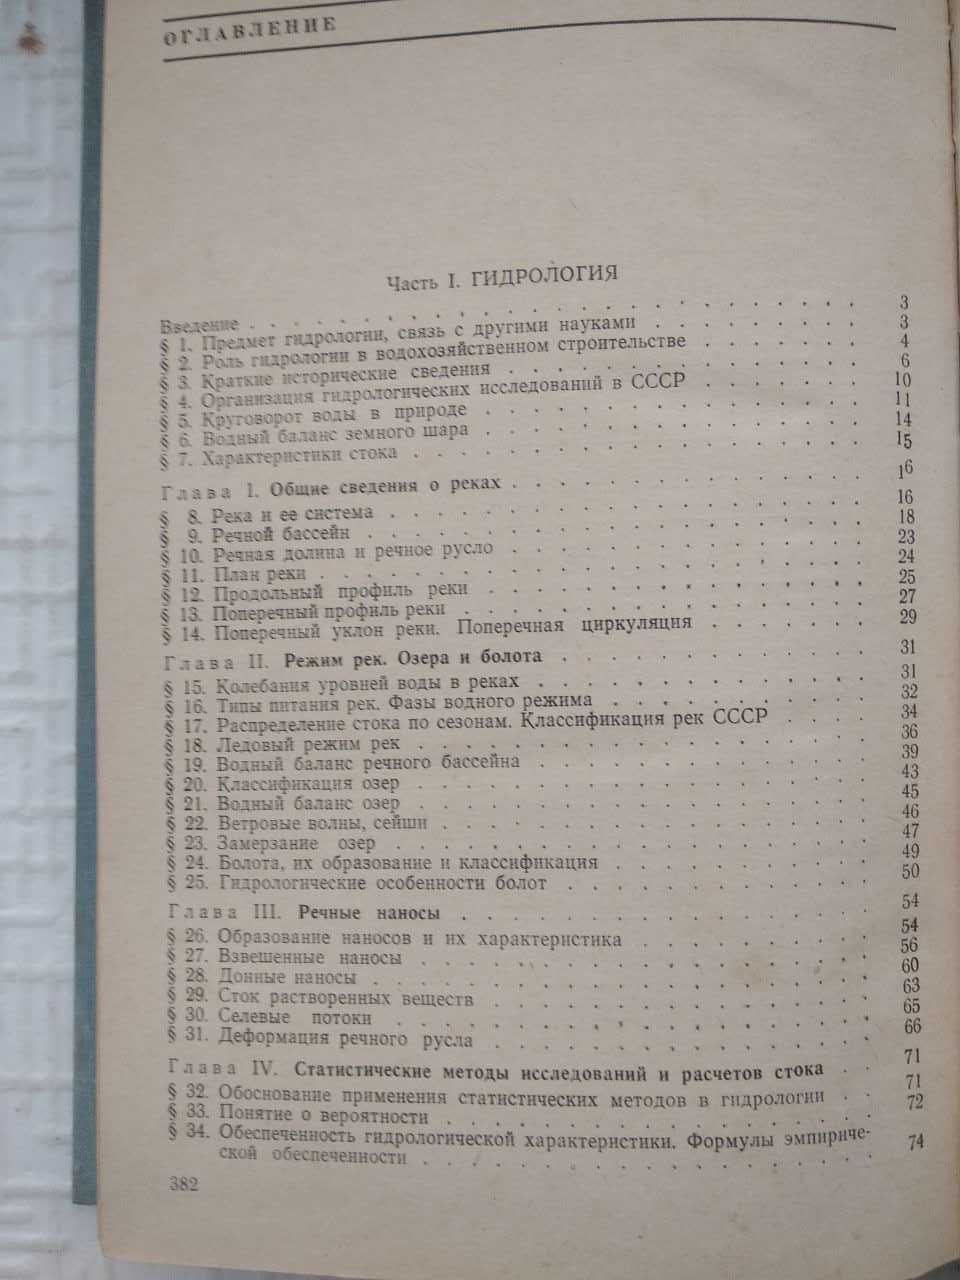 ОГЛАВЛЕНИЕ
Часть I. ГИДРОЛОГИЯ
Введение . . . . . . . . . . . . . . . . . . 3
§ 1. Предмет гидрологии, связь с другими науками . . . . . . 3
§ 2. Роль гидрологии в водохозяйственном строительстве . . . . . 4
§ 3. Краткие исторические сведения . . . . . . . . . . 6
§ 4. Организация гидрологических исследований в СССР . . . . . 10
§ 5. Круговорот воды в природе . . . . . . . . . . . 11
§ 6. Водный баланс земного шара . . . . . . . . . . . 14
§ 7. Характеристики стока . . . . . . . . . . . . . 15
Глава I. Общие сведения о реках . . . . . . . . . . 16
§ 8. Река и ее система . . . . . . . . . . . . . 16
§ 9. Речной бассейн . . . . . . . . . . . . . . 18
§ 10. Речная долина и речное русло . . . . . . . . . . 23
§ 11. План реки . . . . . . . . . . . . . . . 24
§ 12. Продольный профиль реки . . . . . . . . . . . 25
§ 13. Поперечный профиль реки . . . . . . . . . . . 27
§ 14. Поперечный уклон реки. Поперечная циркуляция . . . . . 29
Глава II. Режим рек. Озера и болота . . . . . . . . . 31
§ 15. Колебания уровней воды в реках . . . . . . . . . 31
§ 16. Типы питания рек. Фазы водного режима . . . . . . . 32
§ 17. Распределение стока по сезонам. Классификация рек СССР . . . . 34
§ 18. Ледовый режим рек . . . . . . . . . . . . . 36
§ 19. Водный баланс речного бассейна . . . . . . . . . 39
§ 20. Классификация озер . . . . . . . . . . . . . 43
§ 21. Водный баланс озер . . . . . . . . . . . . . 45
§ 22. Ветровые волны, сейши . . . . . . . . . . . . 46
§ 23. Замерзание озер . . . . . . . . . . . . . . 47
§ 24. Болота, их образование и классификация . . . . . . . 49
§ 25. Гидрологические особенности болот . . . . . . . . 50
Глава III. Речные наносы . . . . . . . . . . . . 54
§ 26. Образование наносов и их характеристика . . . . . . . 54
§ 27. Взвешенные наносы . . . . . . . . . . . . . 56
§ 28. Донные наносы . . . . . . . . . . . . . . 60
§ 29. Сток растворенных веществ . . . . . . . . . . . 63
§ 30. Селевые потоки . . . . . . . . . . . . . . 65
§ 31. Деформация речного русла . . . . . . . . . . . 66
Глава IV. Статистические методы исследований и расчетов стока . . 71
§ 32. Обоснование применения статистических методов в гидрологии . . 71
§ 33. Понятие о вероятности . . . . . . . . . . . . 72
§ 34. Обеспеченность гидрологической характеристики. Формулы эмпириче-
ской обеспеченности . . . . . . . . . . . . . 74
382